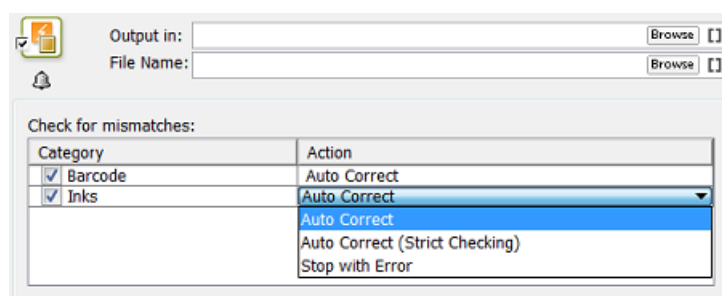 Output in: Browse []
File Name: Browse []
Check for mismatches:
Category Action
Barcode Auto Correct
Inks Auto Correct
Auto Correct
Auto Correct (Strict Checking)
Stop with Error